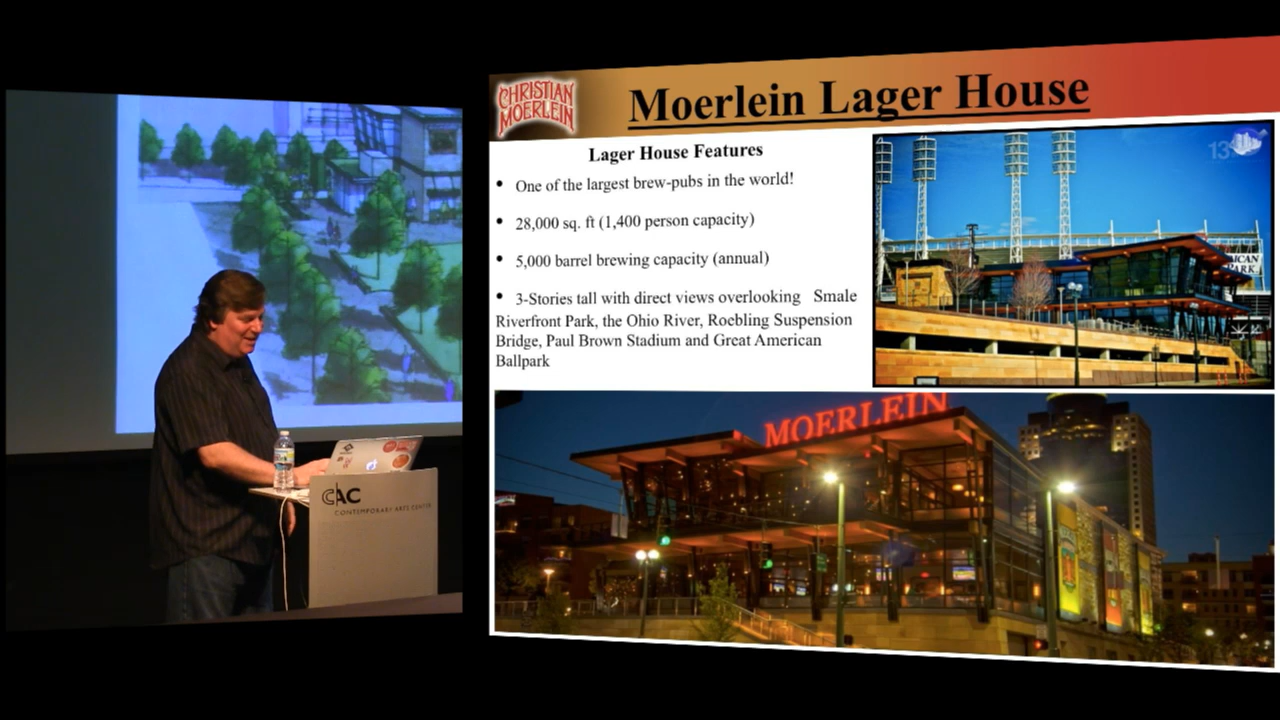 CHRISTIAN
MOERLEIN
Moerlein Lager House
Lager House Features
• One of the largest brew-pubs in the world!
• 28,000 sq. ft (1,400 person capacity)
• 5,000 barrel brewing capacity (annual)
• 3-Stories tall with direct views overlooking Smale
Riverfront Park, the Ohio River, Roebling Suspension
Bridge, Paul Brown Stadium and Great American
Ballpark
13
ICAN
PARK
MOERLEIN
CAC
CONTEMPORARY ARTS CENTER